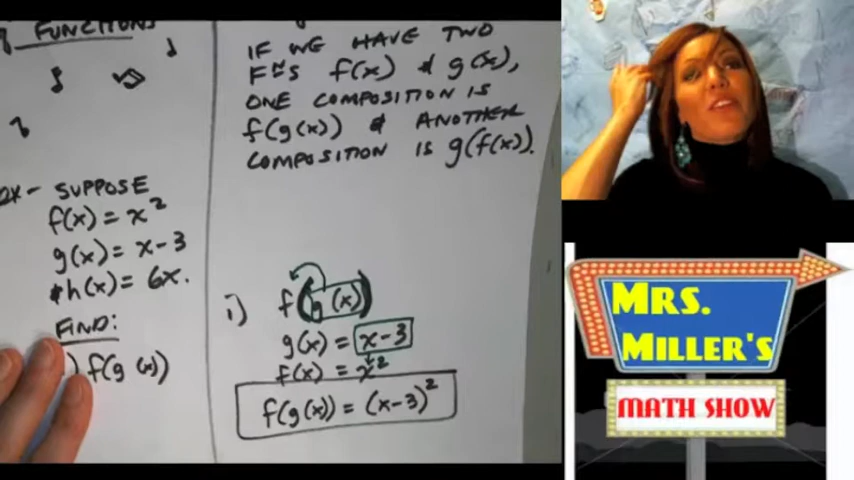 FUNCTIONS
EX- SUPPOSE
f(x) = x²
g(x) = x-3
& h(x) = 6x.
FIND:
) f(g(x))
IF WE HAVE TWO
F^NS f(x) & g(x),
ONE COMPOSITION IS
f(g(x)) & ANOTHER
COMPOSITION IS g(f(x)).
i) f(g(x))
g(x) = x-3
f(x) = x²
f(g(x)) = (x-3)²
MRS.
MILLER'S
MATH SHOW